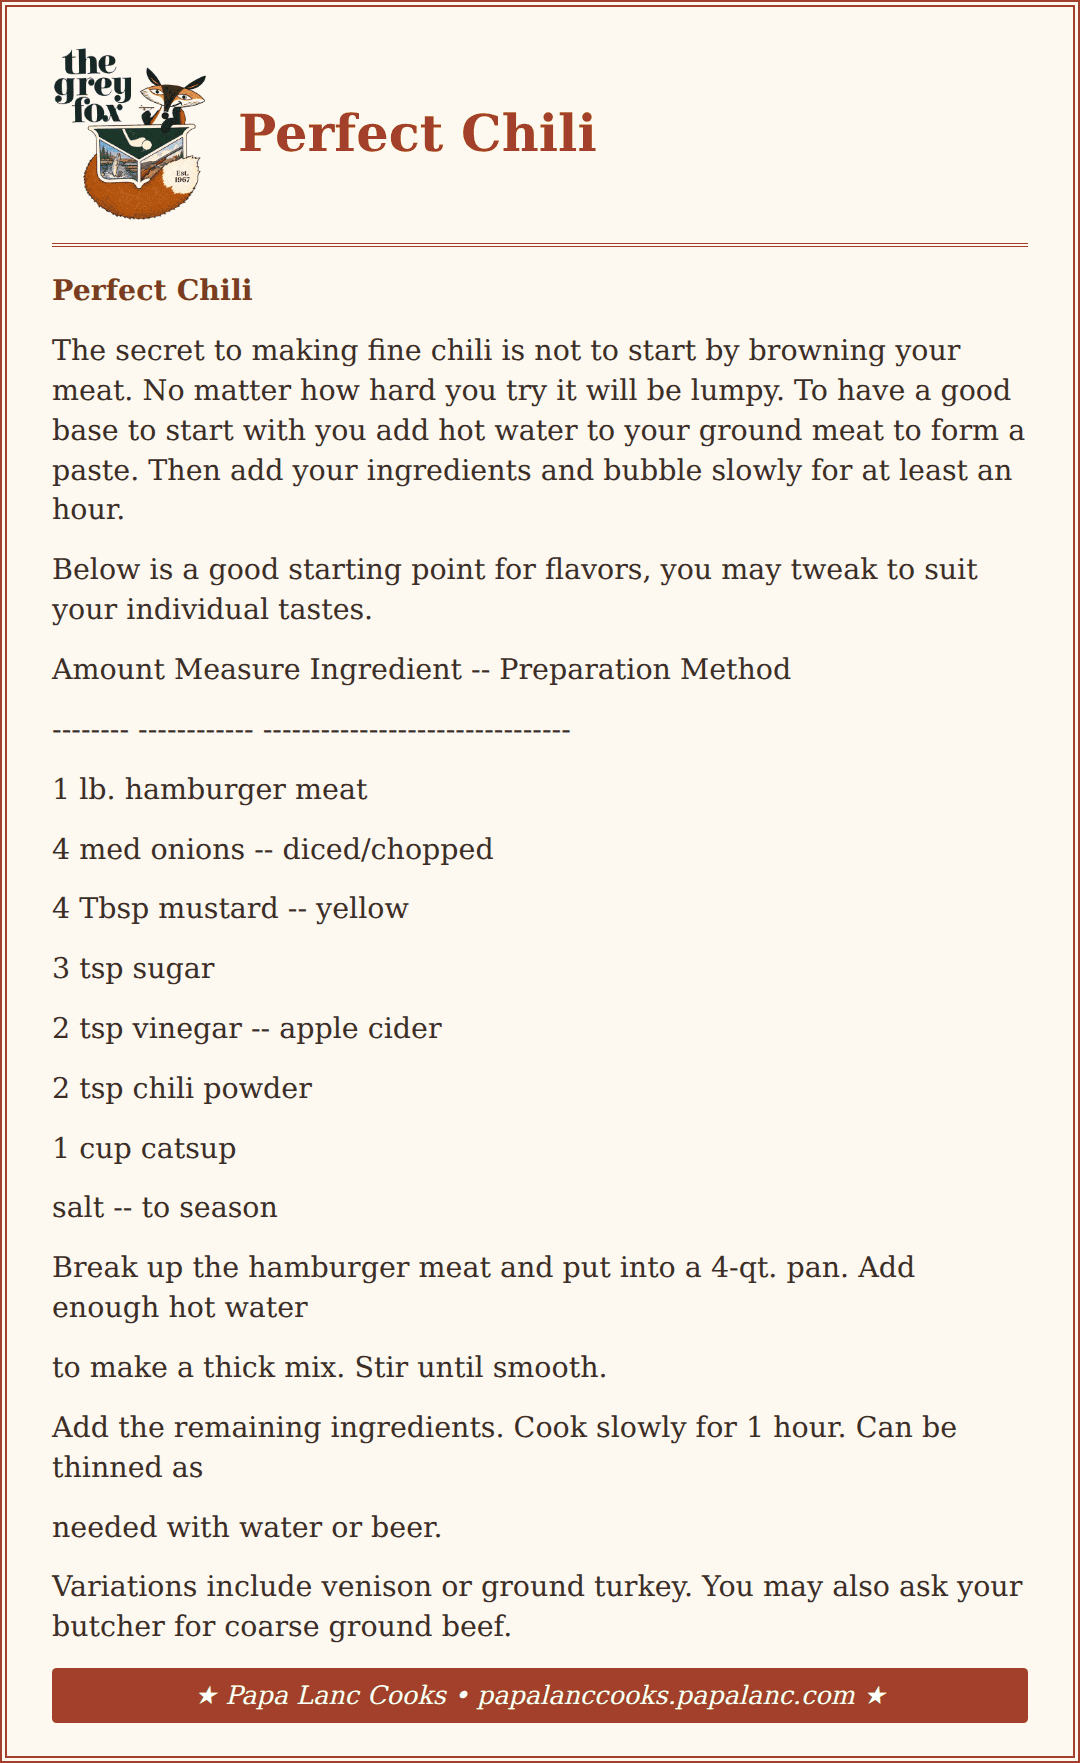 the
grey
fox
Est.
1967
Perfect Chili
Perfect Chili
The secret to making fine chili is not to start by browning your
meat. No matter how hard you try it will be lumpy. To have a good
base to start with you add hot water to your ground meat to form a
paste. Then add your ingredients and bubble slowly for at least an
hour.
Below is a good starting point for flavors, you may tweak to suit
your individual tastes.
Amount Measure Ingredient -- Preparation Method
-------- ------------ --------------------------------
1 lb. hamburger meat
4 med onions -- diced/chopped
4 Tbsp mustard -- yellow
3 tsp sugar
2 tsp vinegar -- apple cider
2 tsp chili powder
1 cup catsup
salt -- to season
Break up the hamburger meat and put into a 4-qt. pan. Add
enough hot water
to make a thick mix. Stir until smooth.
Add the remaining ingredients. Cook slowly for 1 hour. Can be
thinned as
needed with water or beer.
Variations include venison or ground turkey. You may also ask your
butcher for coarse ground beef.
★ Papa Lanc Cooks • papalanccooks.papalanc.com ★